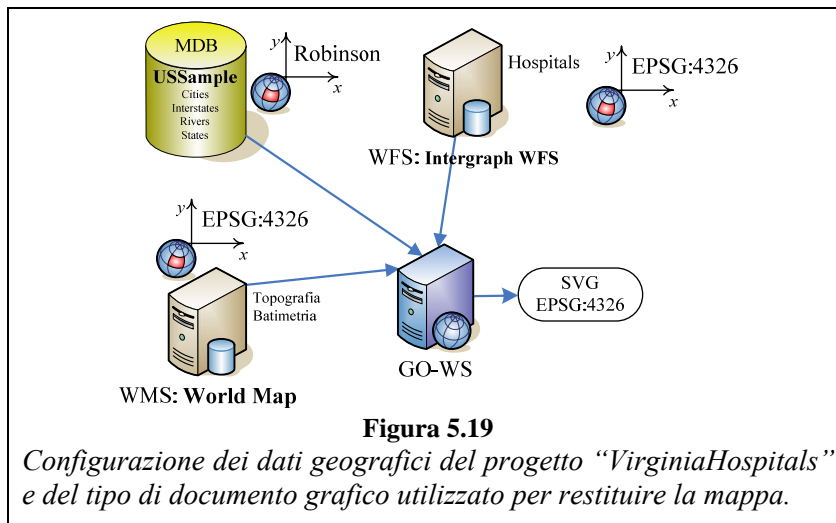 MDB
USSample
Cities
Interstates
Rivers
States
y
x
Robinson
Hospitals
y
x
EPSG:4326
WFS: Intergraph WFS
y
x
EPSG:4326
Topografia
Batimetria
WMS: World Map
GO-WS
SVG
EPSG:4326
Figura 5.19
Configurazione dei dati geografici del progetto “VirginiaHospitals”
e del tipo di documento grafico utilizzato per restituire la mappa.